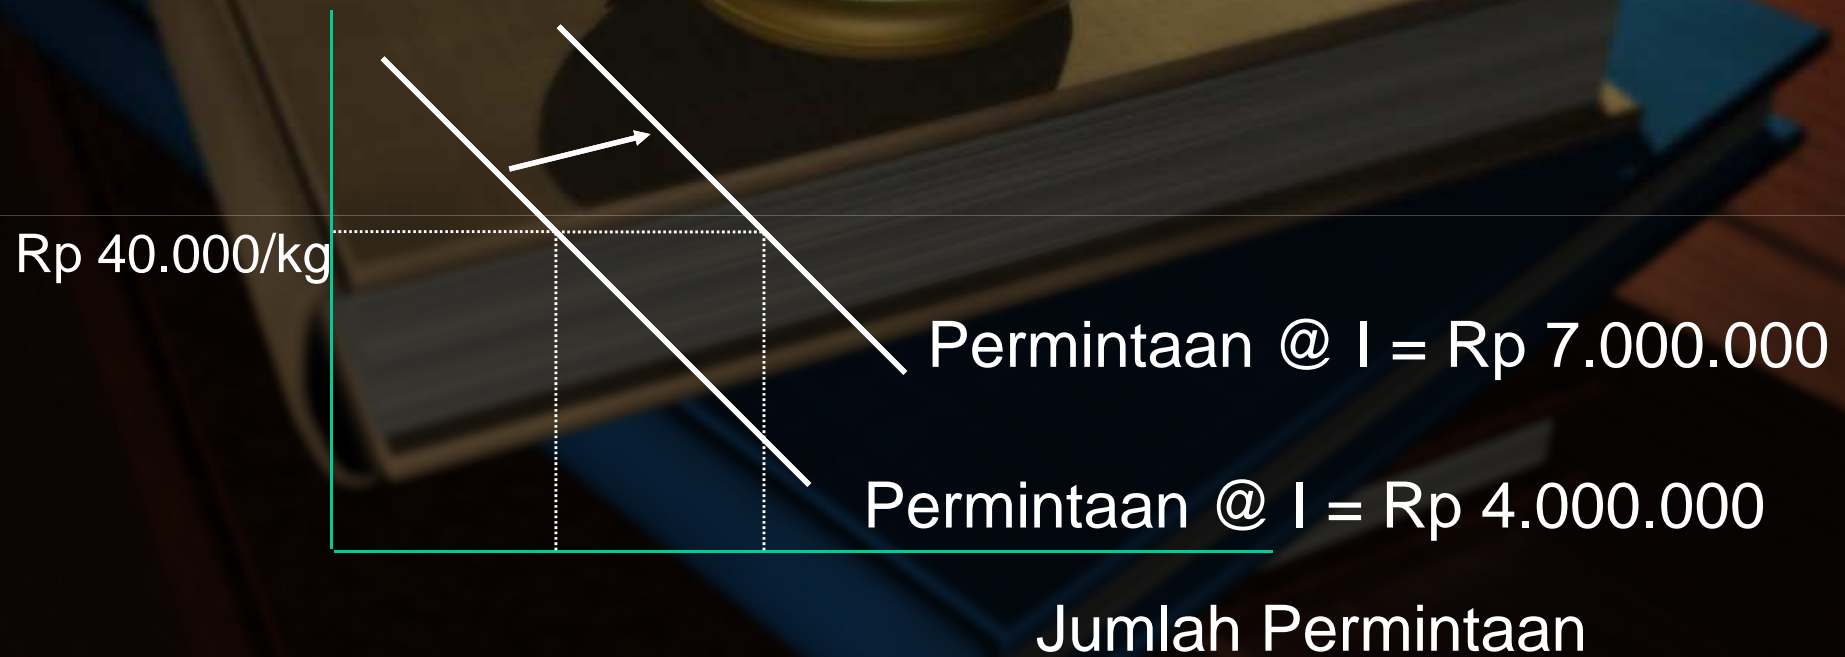 Rp 40.000/kg
Permintaan @ I = Rp 7.000.000
Permintaan @ I = Rp 4.000.000
Jumlah Permintaan